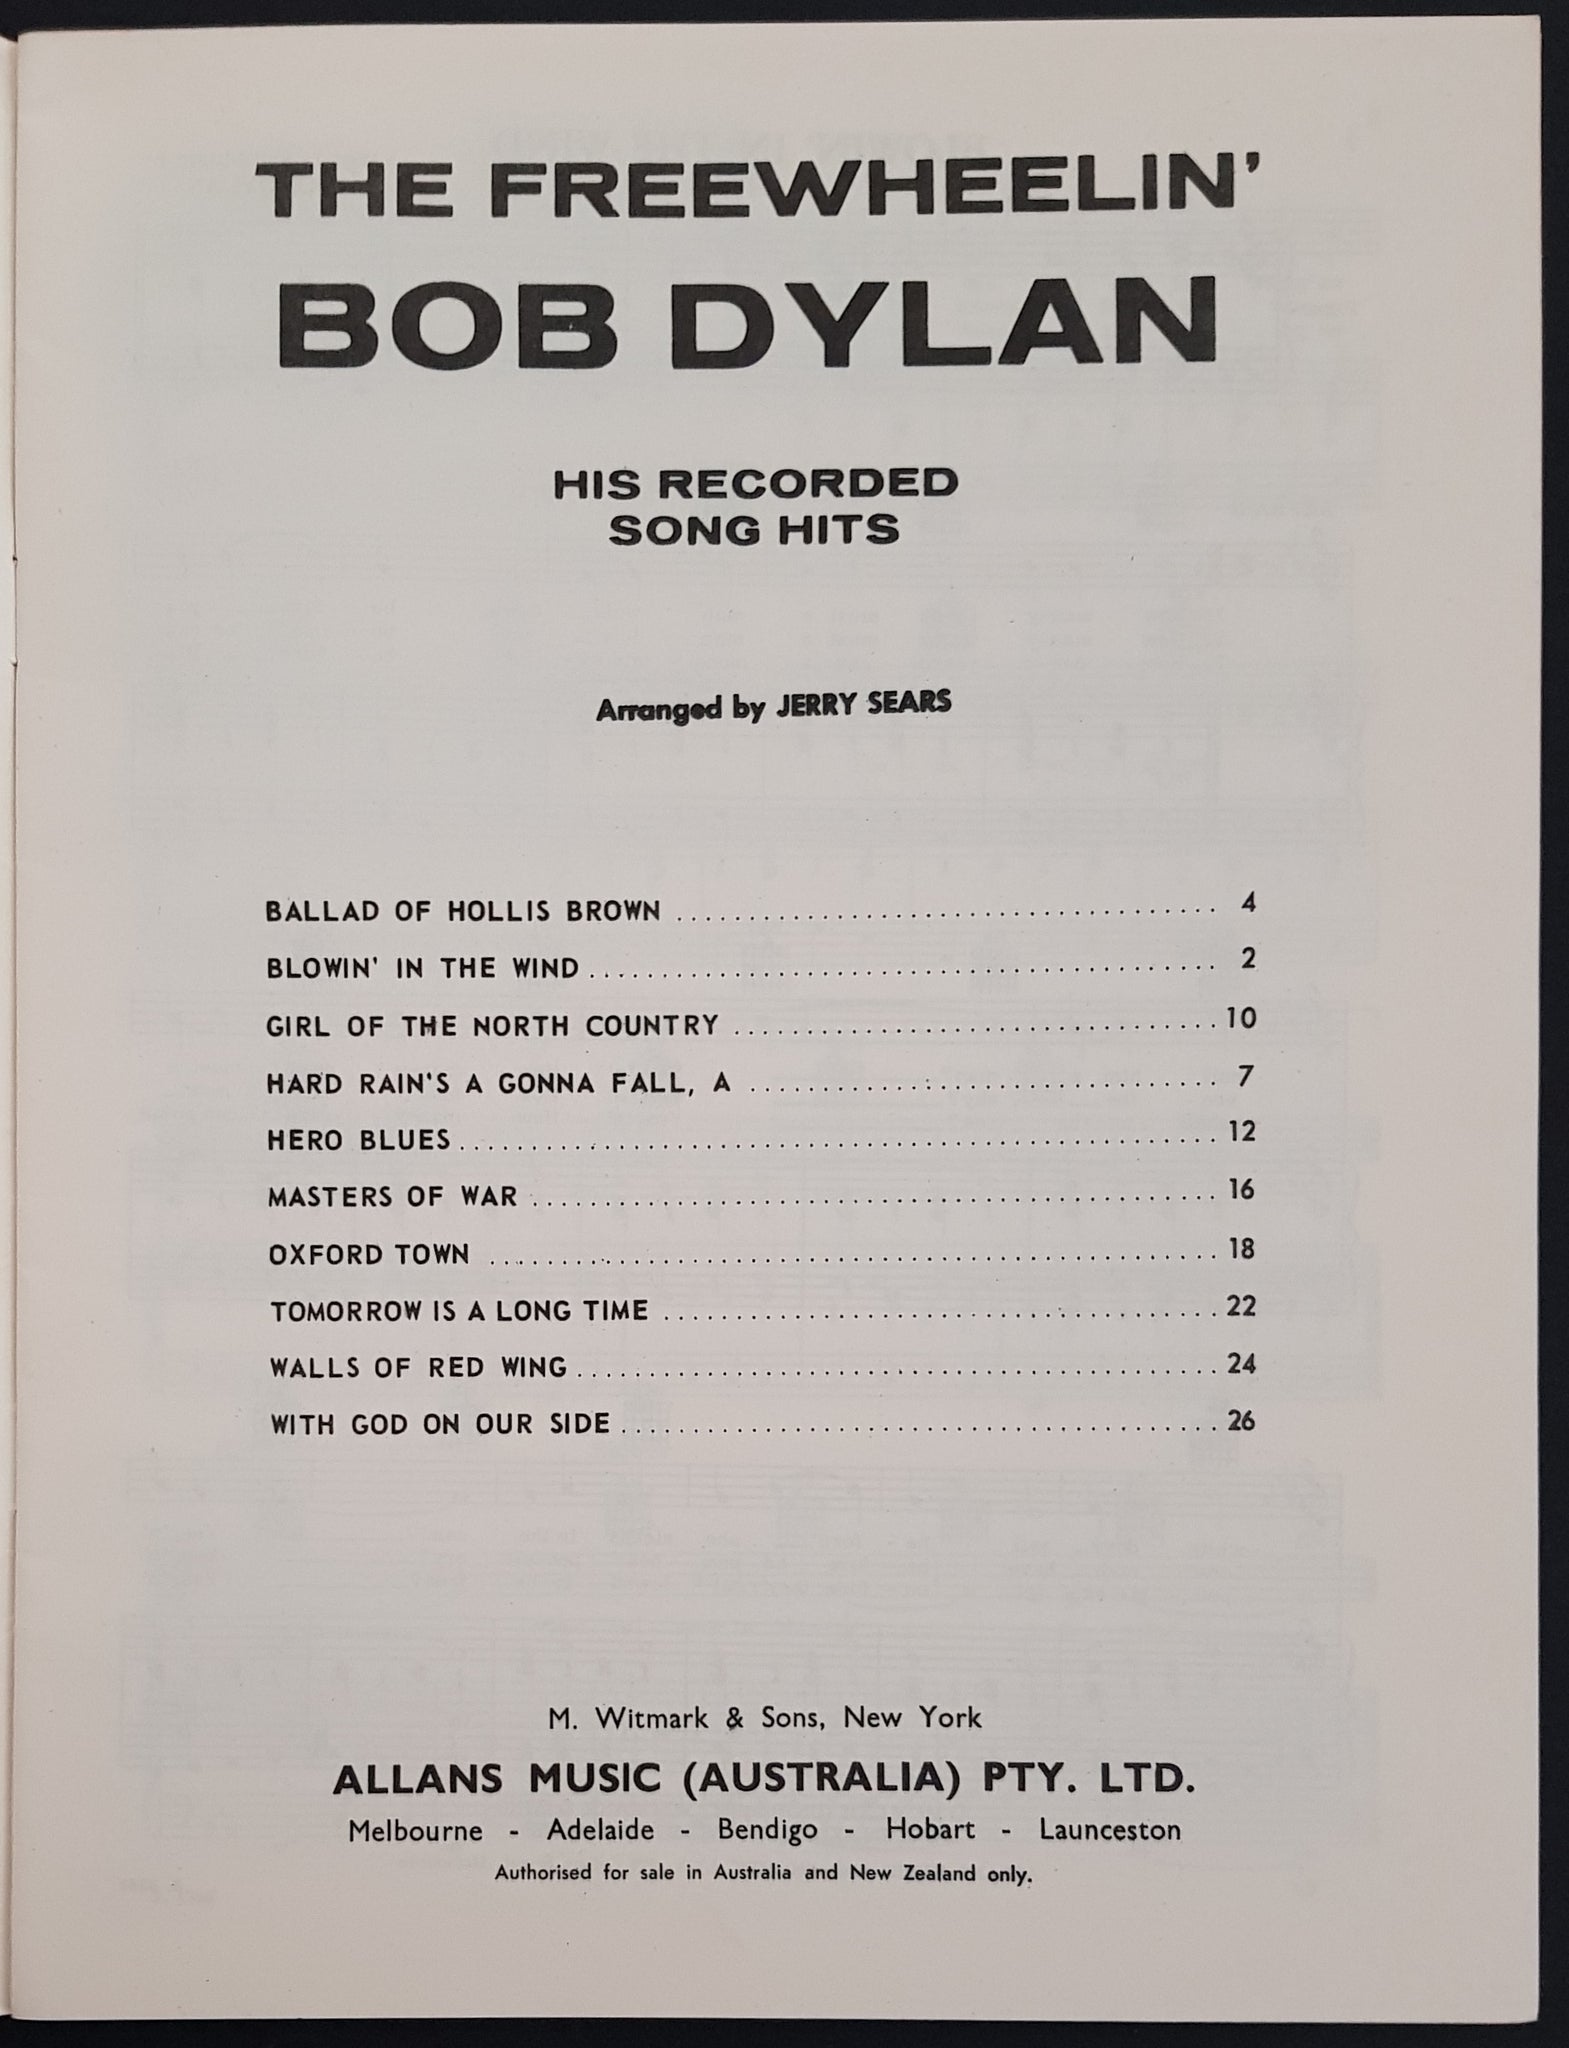 THE FREEWHEELIN'
BOB DYLAN
HIS RECORDED
SONG HITS
Arranged by JERRY SEARS
BALLAD OF HOLLIS BROWN ........................................ 4
BLOWIN' IN THE WIND ........................................ 2
GIRL OF THE NORTH COUNTRY ........................................ 10
HARD RAIN'S A GONNA FALL, A ........................................ 7
HERO BLUES ........................................ 12
MASTERS OF WAR ........................................ 16
OXFORD TOWN ........................................ 18
TOMORROW IS A LONG TIME ........................................ 22
WALLS OF RED WING ........................................ 24
WITH GOD ON OUR SIDE ........................................ 26
M. Witmark & Sons, New York
ALLANS MUSIC (AUSTRALIA) PTY. LTD.
Melbourne - Adelaide - Bendigo - Hobart - Launceston
Authorised for sale in Australia and New Zealand only.